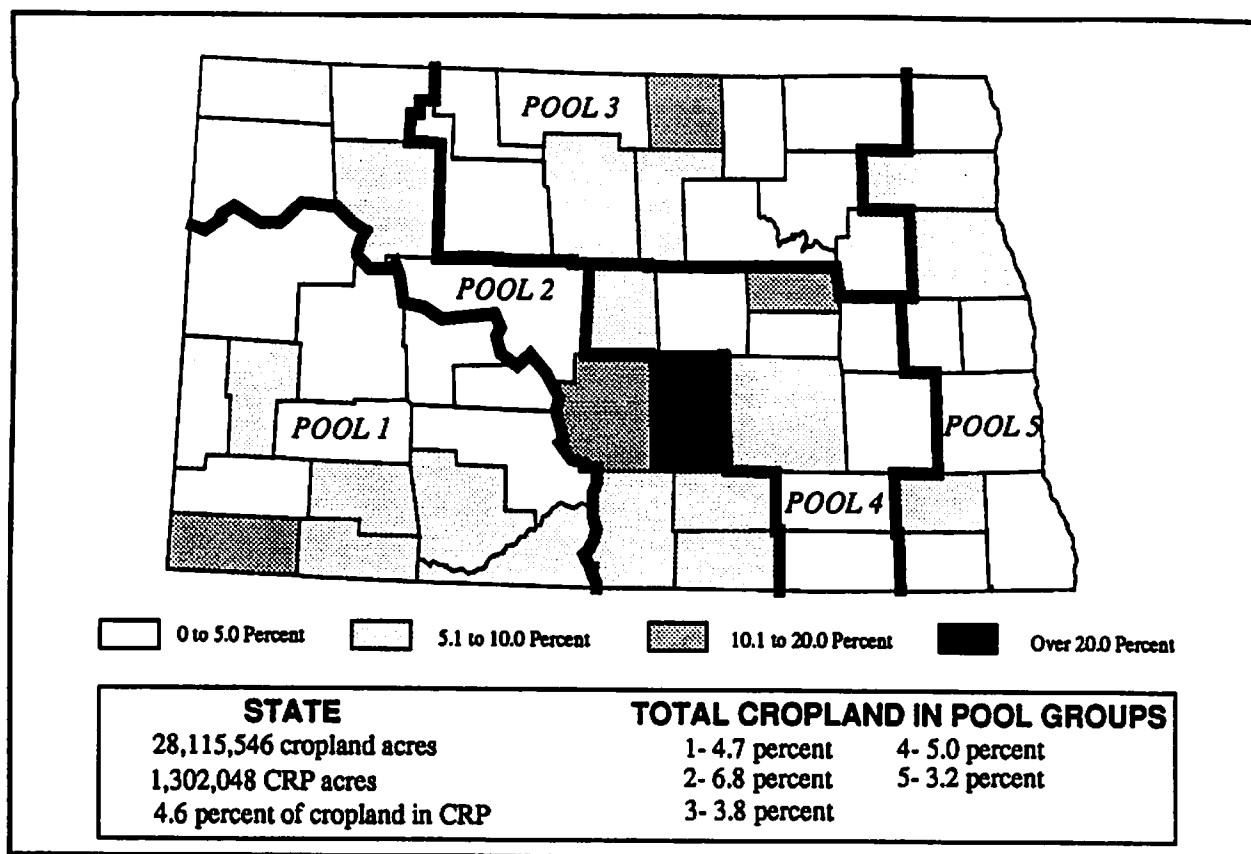 POOL 3
POOL 2
POOL 1
POOL 5
POOL 4
0 to 5.0 Percent
5.1 to 10.0 Percent
10.1 to 20.0 Percent
Over 20.0 Percent
STATE
28,115,546 cropland acres
1,302,048 CRP acres
4.6 percent of cropland in CRP
TOTAL CROPLAND IN POOL GROUPS
1- 4.7 percent 4- 5.0 percent
2- 6.8 percent 5- 3.2 percent
3- 3.8 percent